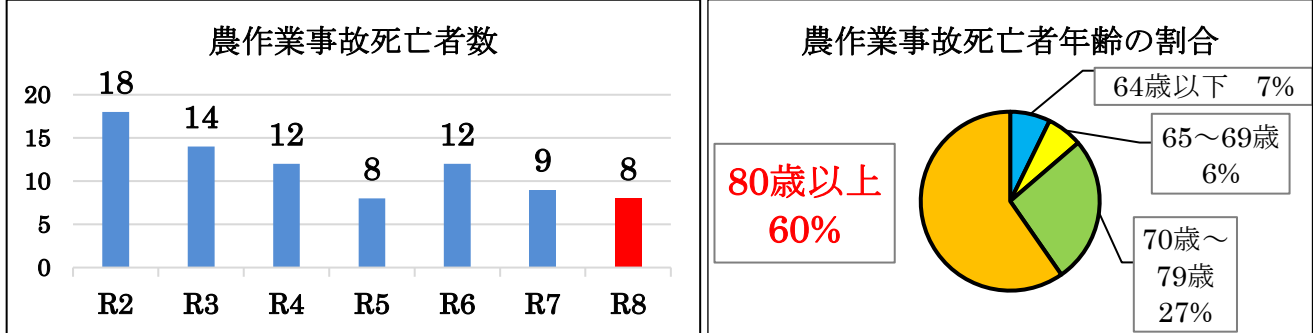 農作業事故死亡者数
18
14
12
8
12
9
8
20
15
10
5
0
R2
R3
R4
R5
R6
R7
R8
農作業事故死亡者年齢の割合
64歳以下　7%
65～69歳
6%
70歳～
79歳
27%
80歳以上
60%